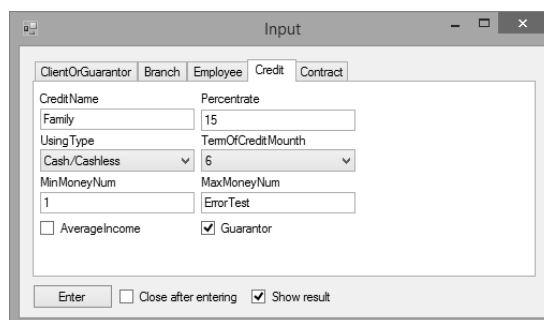 Input
ClientOrGuarantor Branch Employee Credit Contract
CreditName Percentrate
Family 15
UsingType TermOfCreditMounth
Cash/Cashless 6
MinMoneyNum MaxMoneyNum
1 ErrorTest
AverageIncome Guarantor
Enter Close after entering Show result